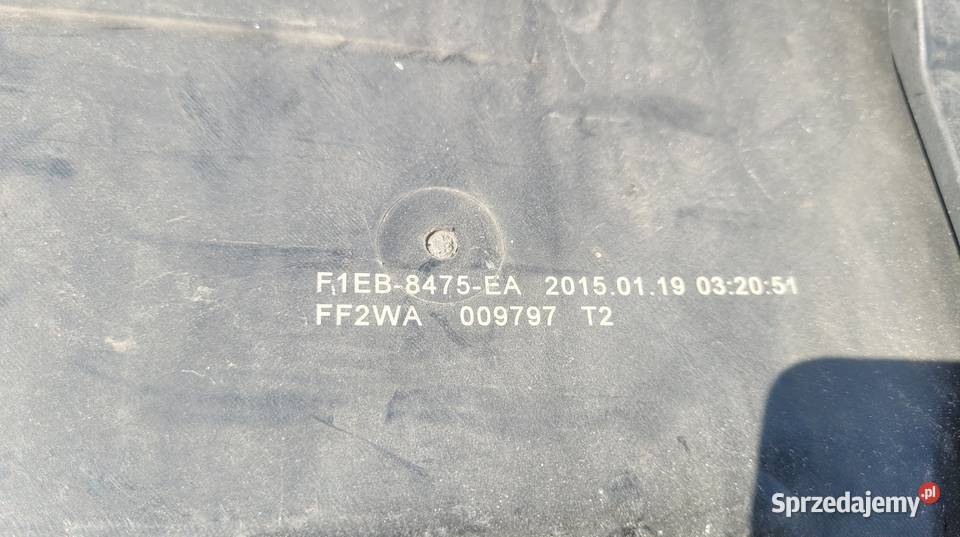 F1EB-8475-EA 2015.01.19 03:20:51
FF2WA 009797 T2
Sprzedajemy.pl